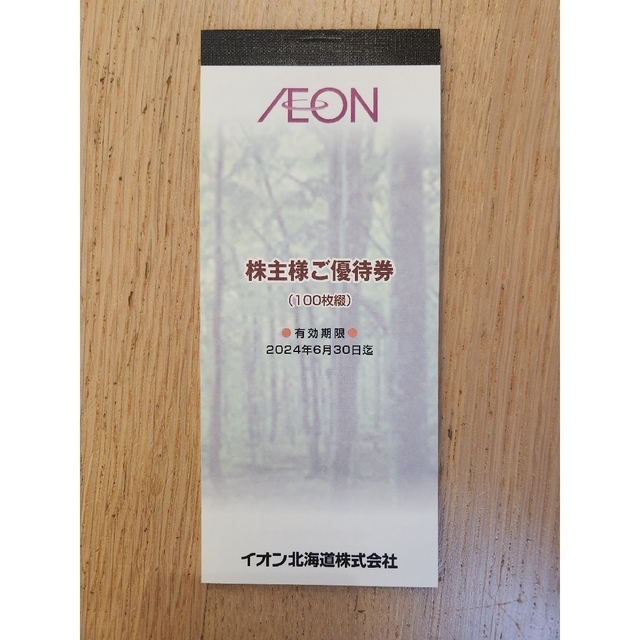 ÆON
株主様ご優待券
（100枚綴）
●有効期限●
2024年6月30日迄
イオン北海道株式会社